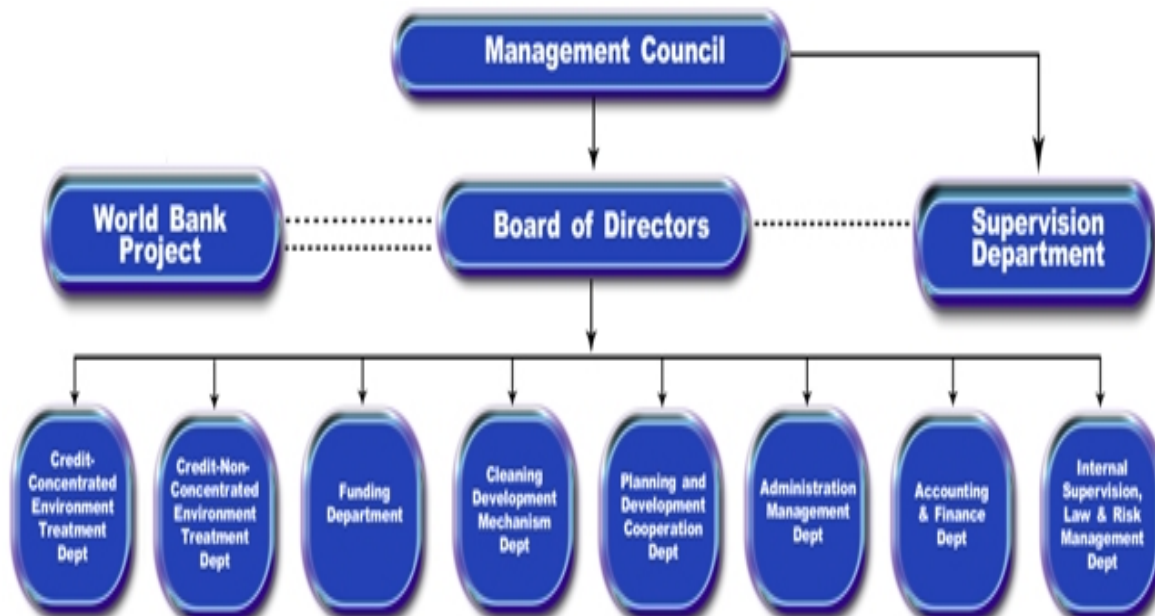 Management Council
World Bank
Project
Board of Directors
Supervision
Department
Credit-
Concentrated
Environment
Treatment
Dept
Credit-Non-
Concentrated
Environment
Treatment
Dept
Funding
Department
Cleaning
Development
Mechanism
Dept
Planning and
Development
Cooperation
Dept
Administration
Management
Dept
Accounting
& Finance
Dept
Internal
Supervision,
Law & Risk
Management
Dept